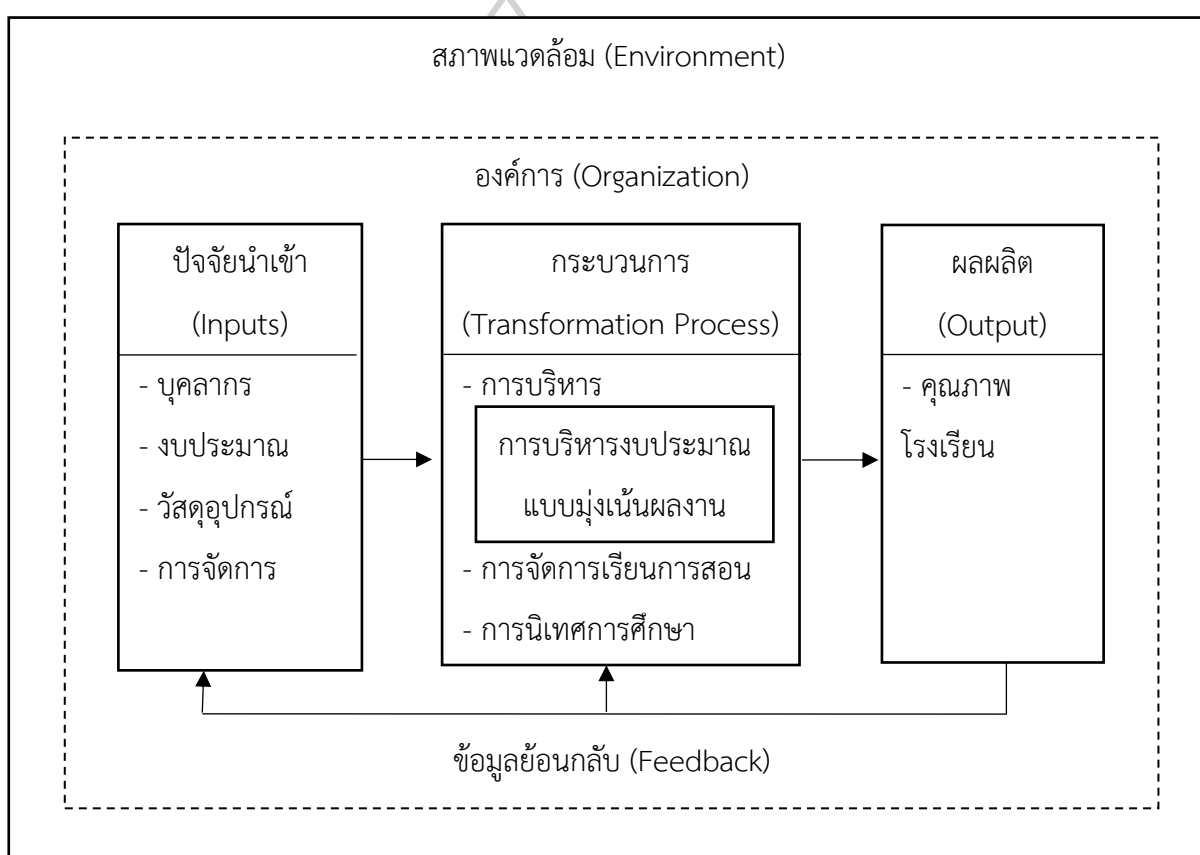 สภาพแวดล้อม (Environment)
องค์การ (Organization)
ปัจจัยนำเข้า
(Inputs)
- บุคลากร
- งบประมาณ
- วัสดุอุปกรณ์
- การจัดการ
กระบวนการ
(Transformation Process)
- การบริหาร
การบริหารงบประมาณ
แบบมุ่งเน้นผลงาน
- การจัดการเรียนการสอน
- การนิเทศการศึกษา
ผลผลิต
(Output)
- คุณภาพ
โรงเรียน
ข้อมูลย้อนกลับ (Feedback)